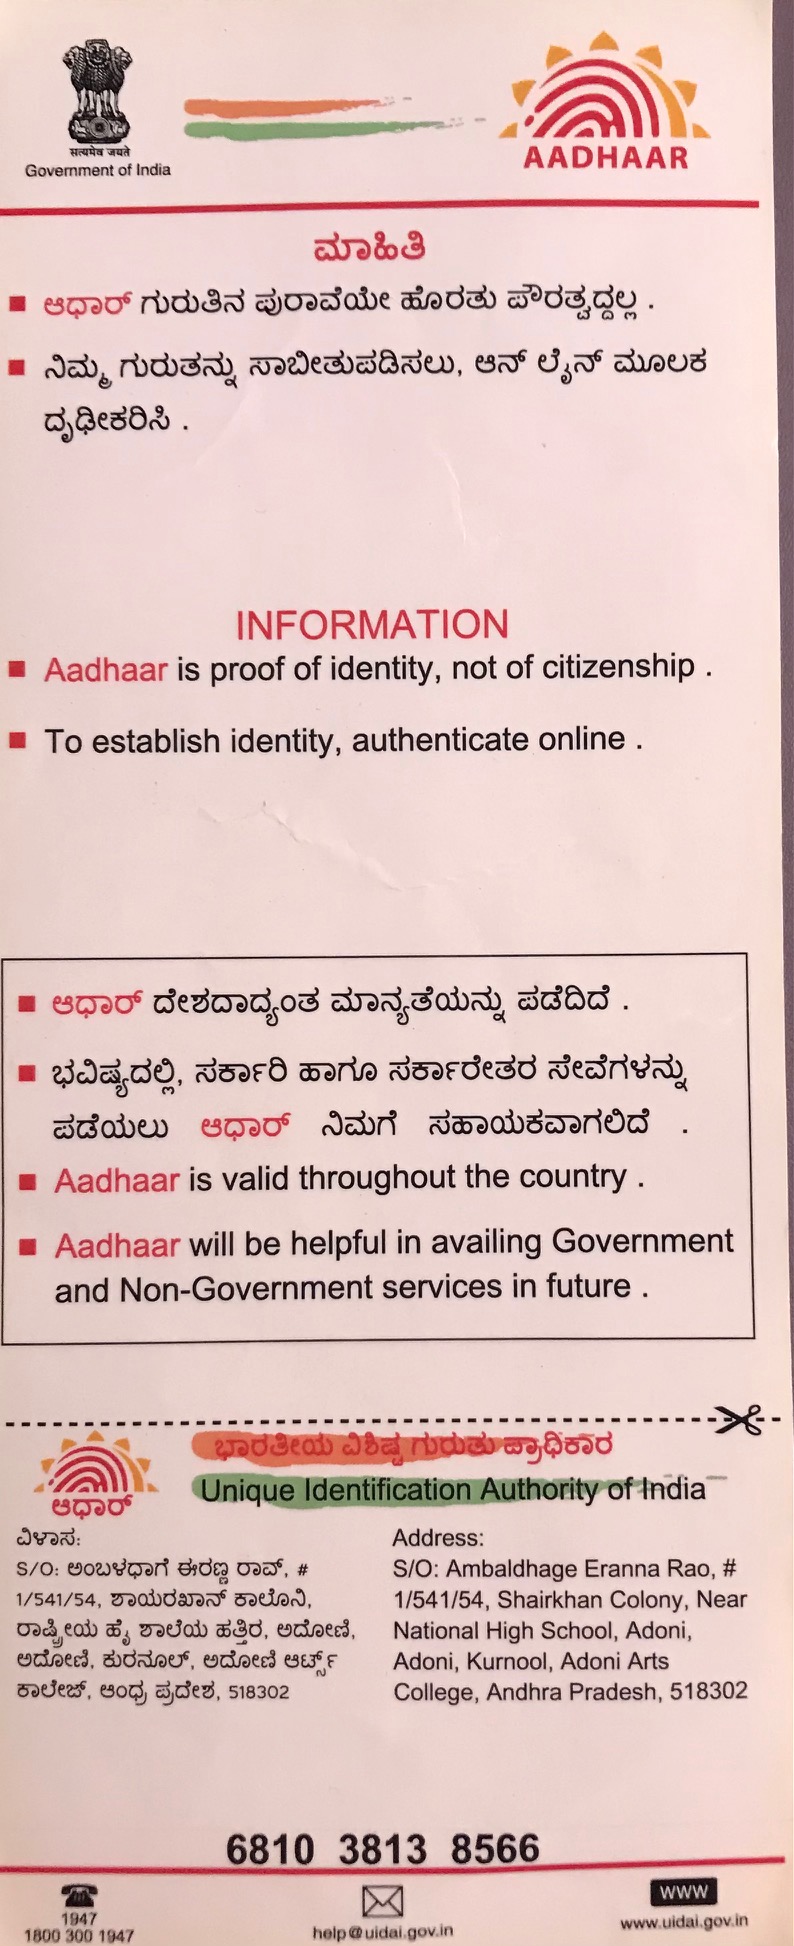 सत्यमेव जयते
Government of India
AADHAAR
ಮಾಹಿತಿ
ಆಧಾರ್ ಗುರುತಿನ ಪುರಾವೆಯೇ ಹೊರತು ಪೌರತ್ವದ್ದಲ್ಲ .
ನಿಮ್ಮ ಗುರುತನ್ನು ಸಾಬೀತುಪಡಿಸಲು, ಆನ್ ಲೈನ್ ಮೂಲಕ
ದೃಢೀಕರಿಸಿ .
INFORMATION
Aadhaar is proof of identity, not of citizenship .
To establish identity, authenticate online .
ಆಧಾರ್ ದೇಶದಾದ್ಯಂತ ಮಾನ್ಯತೆಯನ್ನು ಪಡೆದಿದೆ .
ಭವಿಷ್ಯದಲ್ಲಿ, ಸರ್ಕಾರಿ ಹಾಗೂ ಸರ್ಕಾರೇತರ ಸೇವೆಗಳನ್ನು
ಪಡೆಯಲು ಆಧಾರ್ ನಿಮಗೆ ಸಹಾಯಕವಾಗಲಿದೆ .
Aadhaar is valid throughout the country .
Aadhaar will be helpful in availing Government
and Non-Government services in future .
ಭಾರತೀಯ ವಿಶಿಷ್ಟ ಗುರುತು ಪ್ರಾಧಿಕಾರ
Unique Identification Authority of India
ಆಧಾರ್
ವಿಳಾಸ:
S/O: ಅಂಬಳಧಾಗೆ ಈರಣ್ಣ ರಾವ್, #
1/541/54, ಶಾಯರಖಾನ್ ಕಾಲೊನಿ,
ರಾಷ್ಟ್ರೀಯ ಹೈ ಶಾಲೆಯ ಹತ್ತಿರ, ಅದೋಣಿ,
ಅದೋಣಿ, ಕುರನೂಲ್, ಅದೋಣಿ ಆರ್ಟ್ಸ್
ಕಾಲೇಜ್, ಆಂಧ್ರ ಪ್ರದೇಶ, 518302
Address:
S/O: Ambaldhage Eranna Rao, #
1/541/54, Shairkhan Colony, Near
National High School, Adoni,
Adoni, Kurnool, Adoni Arts
College, Andhra Pradesh, 518302
6810 3813 8566
1947
1800 300 1947
help@uidai.gov.in
www
www.uidai.gov.in